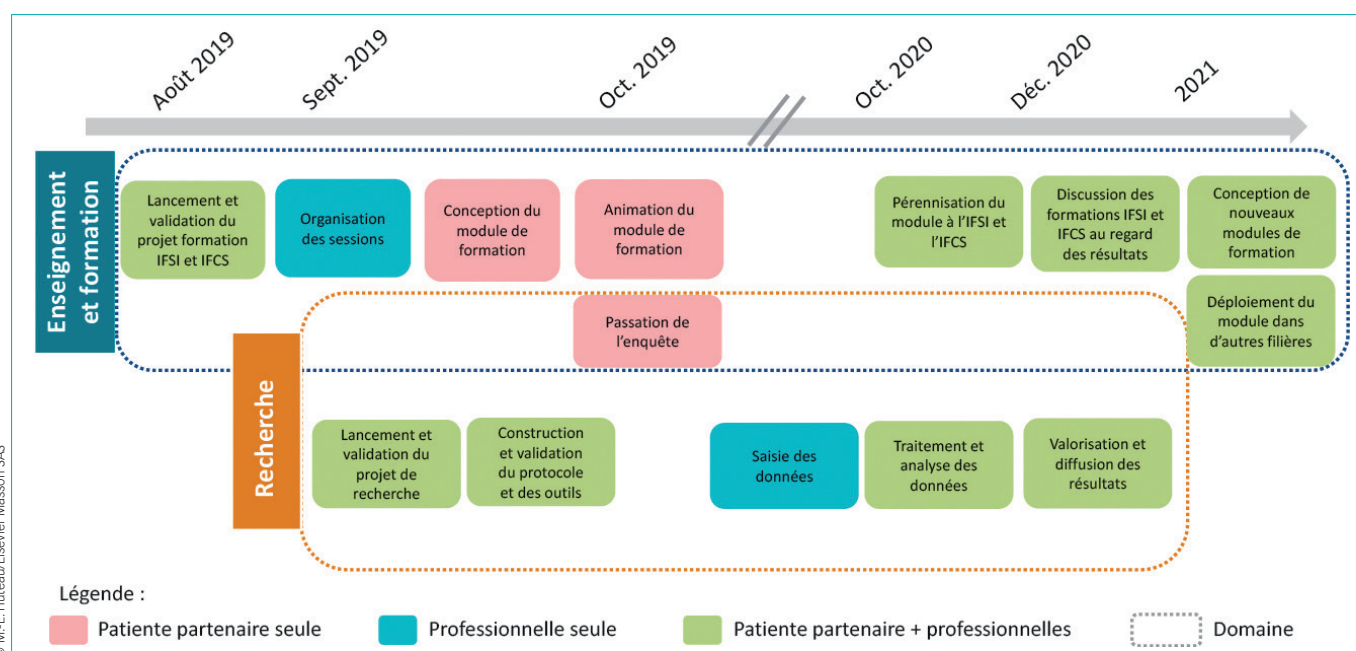 Août 2019
Sept. 2019
Oct. 2019
Oct. 2020
Déc. 2020
2021
Enseignement
et formation
Lancement et
validation du
projet formation
IFSI et IFCS
Organisation
des sessions
Conception du
module de
formation
Animation du
module de
formation
Pérennisation du
module à l'IFSI et
l'IFCS
Discussion des
formations IFSI et
IFCS au regard
des résultats
Conception de
nouveaux
modules de
formation
Passation de
l'enquête
Déploiement du
module dans
d'autres filières
Recherche
Lancement et
validation du
projet de
recherche
Construction
et validation
du protocole
et des outils
Saisie des
données
Traitement et
analyse des
données
Valorisation et
diffusion des
résultats
Légende :
Patiente partenaire seule
Professionnelle seule
Patiente partenaire + professionnelles
Domaine
M.-L. Huteau/Elsevier Masson SAS